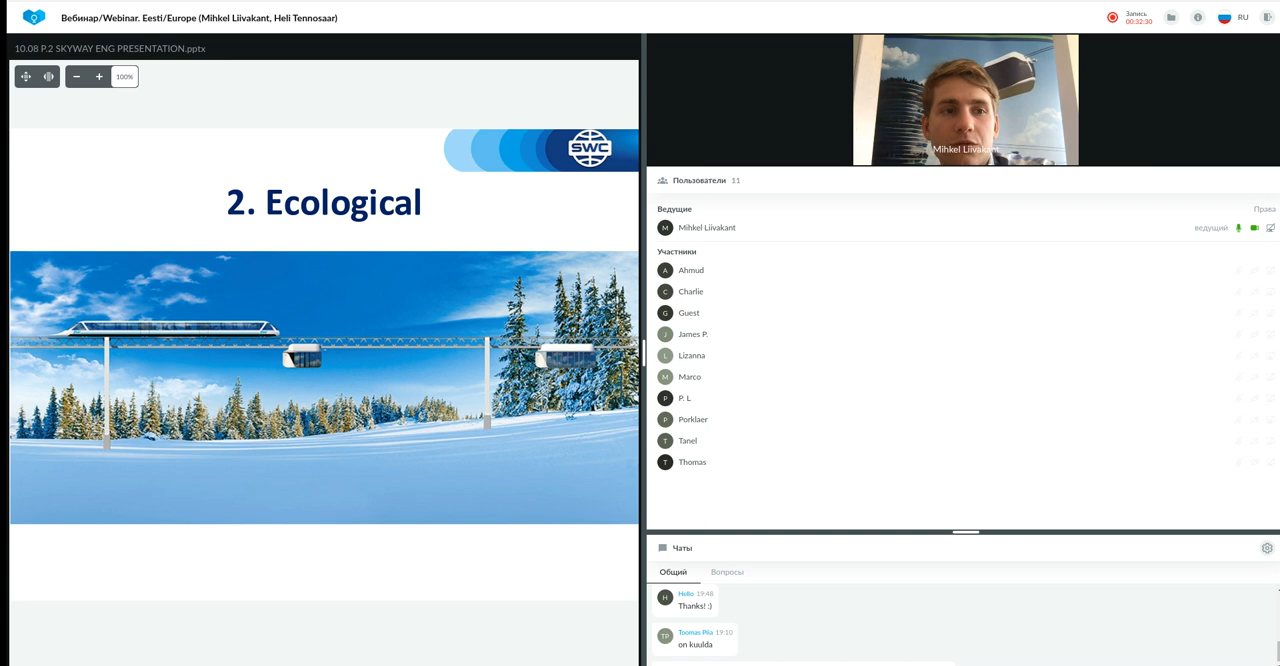 Вебинар/Webinar. Eesti/Europe (Mihkel Liivakant, Heli Tennosaar)
Запись
00:32:30
RU
10.08 P.2 SKYWAY ENG PRESENTATION.pptx
100%
SWC
2. Ecological
Mihkel Liivakant
Пользователи 11
Ведущие
Права
M Mihkel Liivakant
ведущий
Участники
A Ahmud
C Charlie
G Guest
J James P.
L Lizanna
M Marco
P P. L
P Porklaer
T Tanel
T Thomas
Чаты
Общий Вопросы
H Hello 19:48
Thanks! :)
TP Toomas Pila 19:10
on kuulda